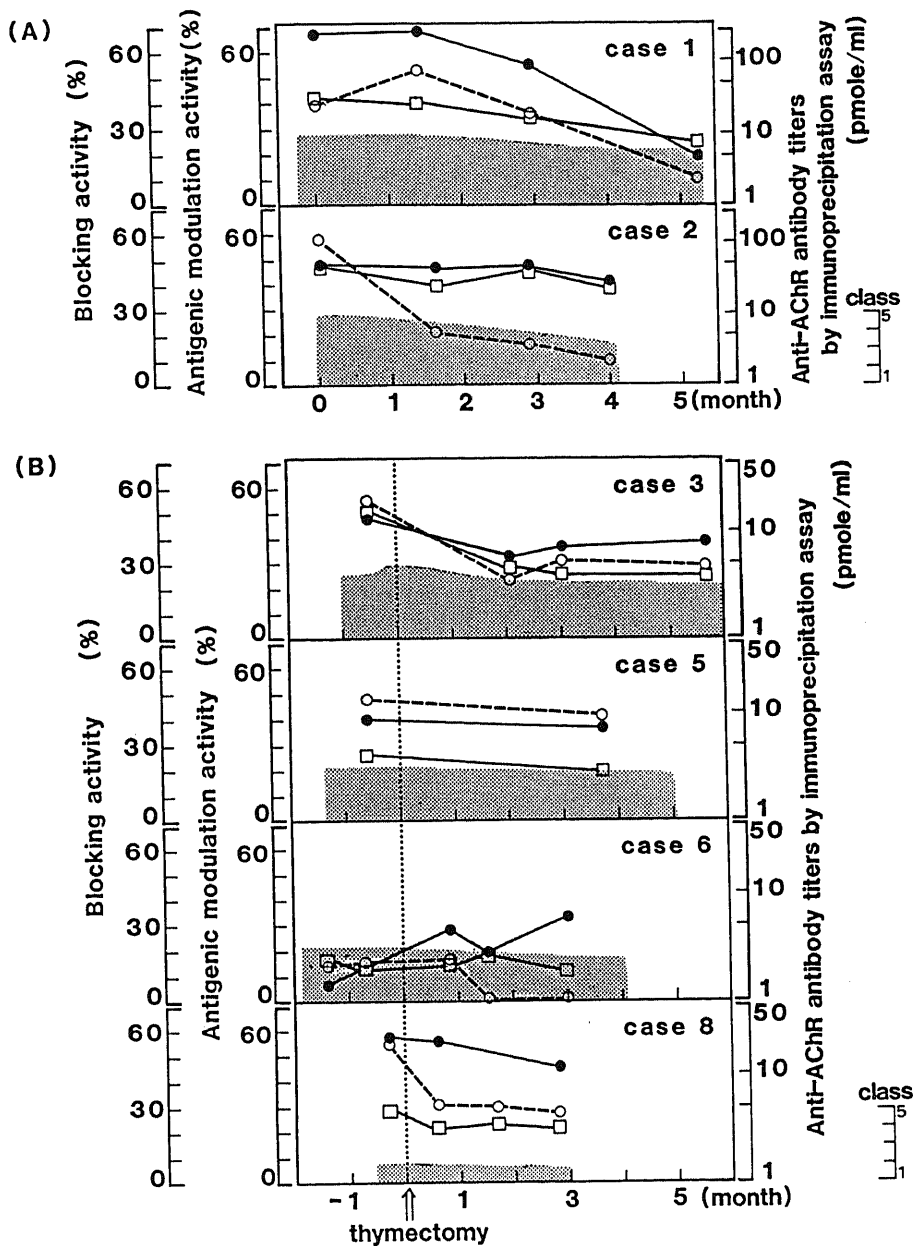 (A)
Blocking activity (%)
Antigenic modulation activity(%)
60
30
0
60
30
0
60
0
60
0
case 1
case 2
100
10
1
100
10
1
Anti-AChR antibody titers
by immunoprecipitation assay
(pmole/ml)
class
5
1
0 1 2 3 4 5 (month)
(B)
Blocking activity (%)
Antigenic modulation activity (%)
60
30
0
60
30
0
60
30
0
60
30
0
60
0
60
0
60
0
60
0
case 3
case 5
case 6
case 8
50
10
1
50
10
1
50
10
1
50
10
1
Anti-AChR antibody titers by immunoprecipitation assay
(pmole/ml)
class
5
1
-1 1 3 5 (month)
thymectomy